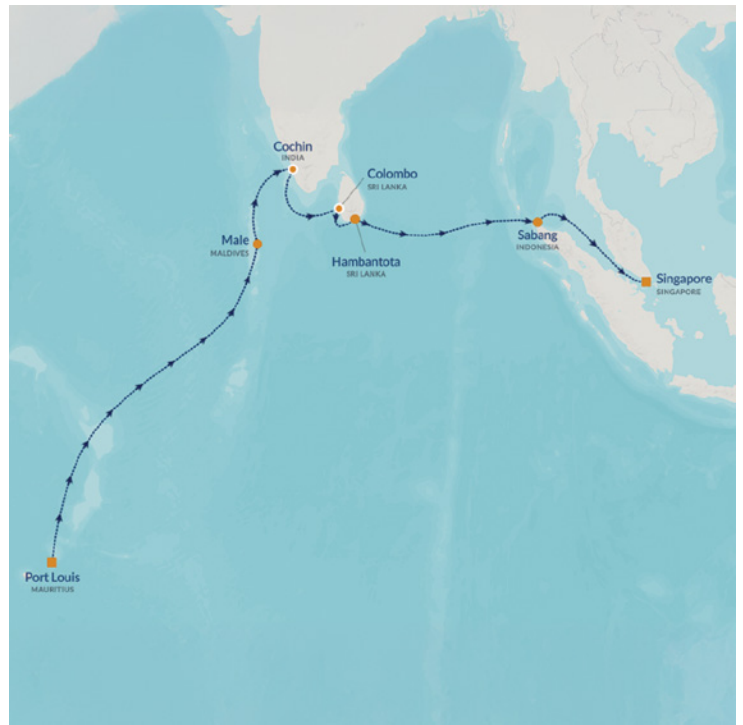 Cochin
INDIA
Colombo
SRI LANKA
Male
MALDIVES
Hambantota
SRI LANKA
Sabang
INDONESIA
Singapore
SINGAPORE
Port Louis
MAURITIUS